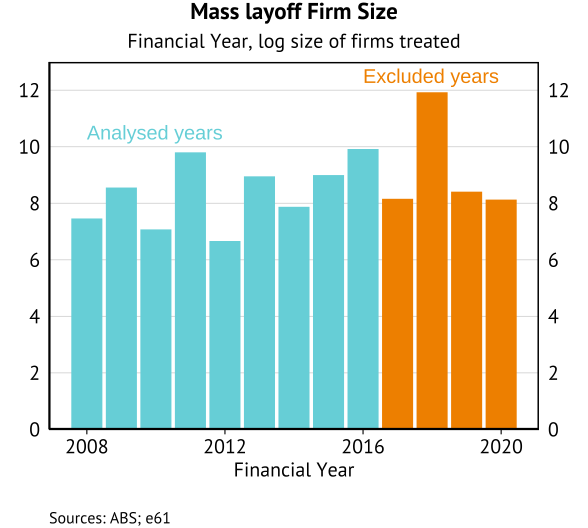 Mass layoff Firm Size
Financial Year, log size of firms treated
Excluded years
Analysed years
12 12
10 10
8 8
6 6
4 4
2 2
0 0
2008 2012 2016 2020
Financial Year
Sources: ABS; e61